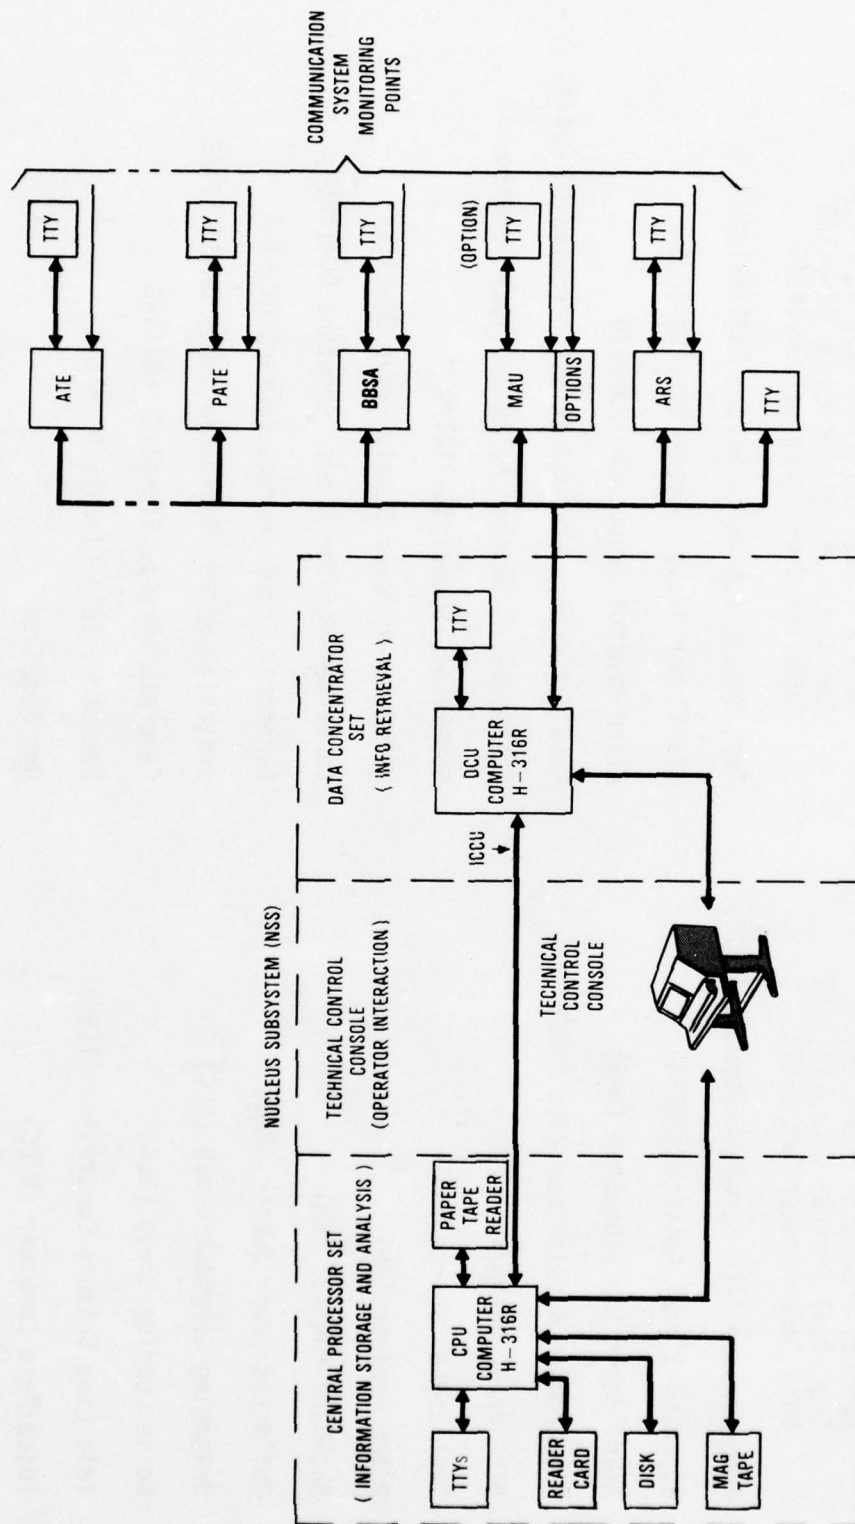 NUCLEUS SUBSYSTEM (NSS)
CENTRAL PROCESSOR SET
( INFORMATION STORAGE AND ANALYSIS )
TTYs
CPU
COMPUTER
H-316R
PAPER
TAPE
READER
READER
CARD
DISK
MAG
TAPE
TECHNICAL CONTROL
CONSOLE
(OPERATOR INTERACTION)
TECHNICAL
CONTROL
CONSOLE
DATA CONCENTRATOR
SET
( INFO RETRIEVAL )
ICCU
DCU
COMPUTER
H-316R
TTY
ATE
TTY
PATE
TTY
BBSA
TTY
MAU
OPTIONS
TTY
(OPTION)
ARS
TTY
TTY
COMMUNICATION
SYSTEM
MONITORING
POINTS